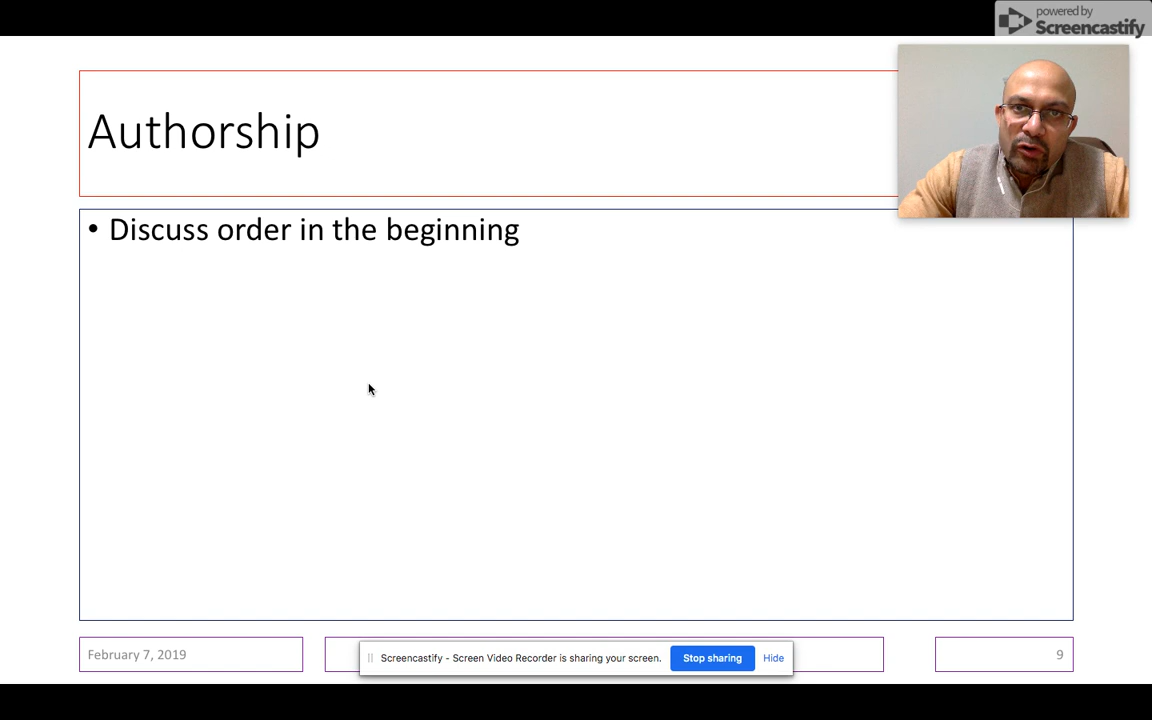 powered by
Screencastify
Authorship
• Discuss order in the beginning
February 7, 2019
Screencastify - Screen Video Recorder is sharing your screen.
Stop sharing
Hide
9